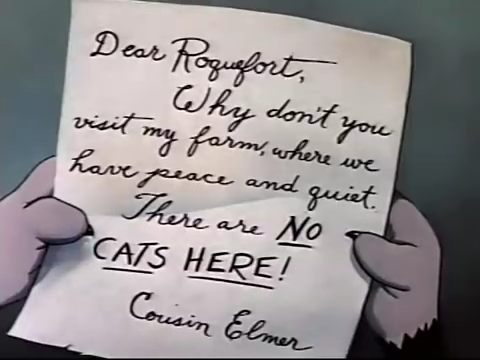 Dear Roquefort,
Why don't you
visit my farm, where we
have peace and quiet.
There are NO
CATS HERE!
Cousin Elmer